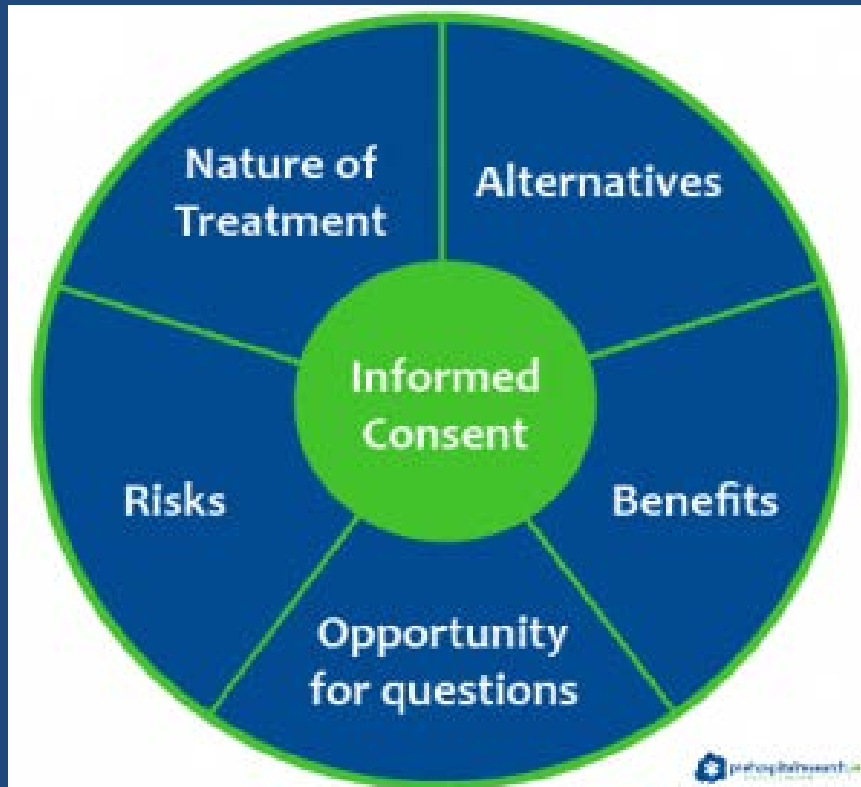 Nature of
Treatment
Alternatives
Informed
Consent
Risks
Benefits
Opportunity
for questions